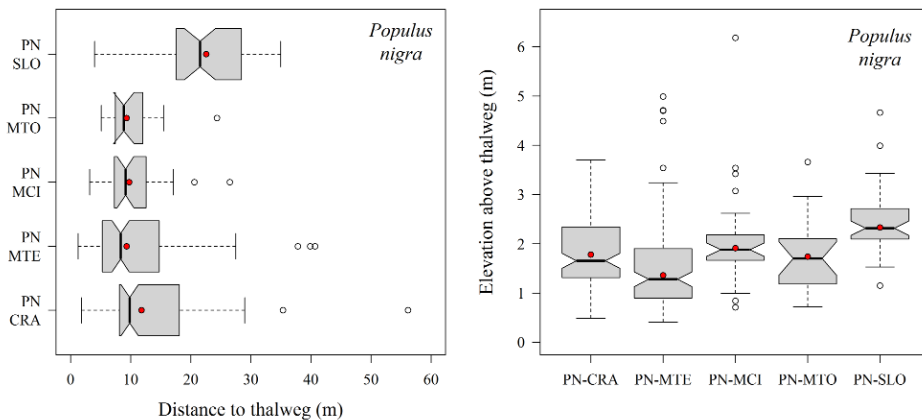 PN
SLO
PN
MTO
PN
MCI
PN
MTE
PN
CRA
Populus
nigra
0 10 20 30 40 50 60
Distance to thalweg (m)
Elevation above thalweg (m)
6
5
4
3
2
1
0
Populus
nigra
PN-CRA PN-MTE PN-MCI PN-MTO PN-SLO